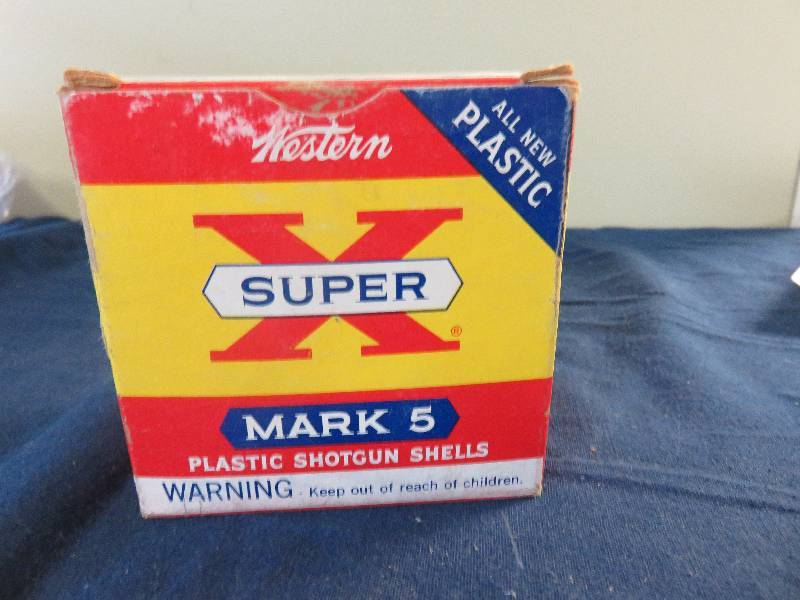 Western
ALL NEW
PLASTIC
X
SUPER
®
MARK 5
PLASTIC SHOTGUN SHELLS
WARNING - Keep out of reach of children.